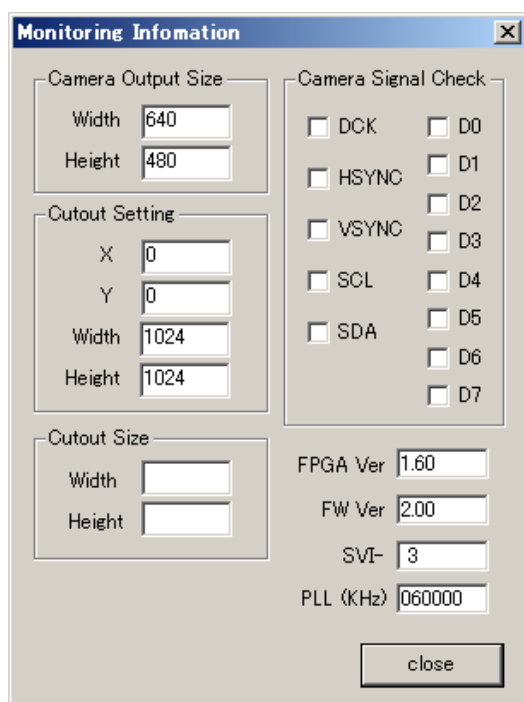 Monitoring Infomation
Camera Output Size
Width 640
Height 480
Cutout Setting
X 0
Y 0
Width 1024
Height 1024
Cutout Size
Width
Height
Camera Signal Check
DCK D0
D1
HSYNC
D2
VSYNC D3
SCL D4
D5
SDA
D6
D7
FPGA Ver 1.60
FW Ver 2.00
SVI- 3
PLL (KHz) 060000
close